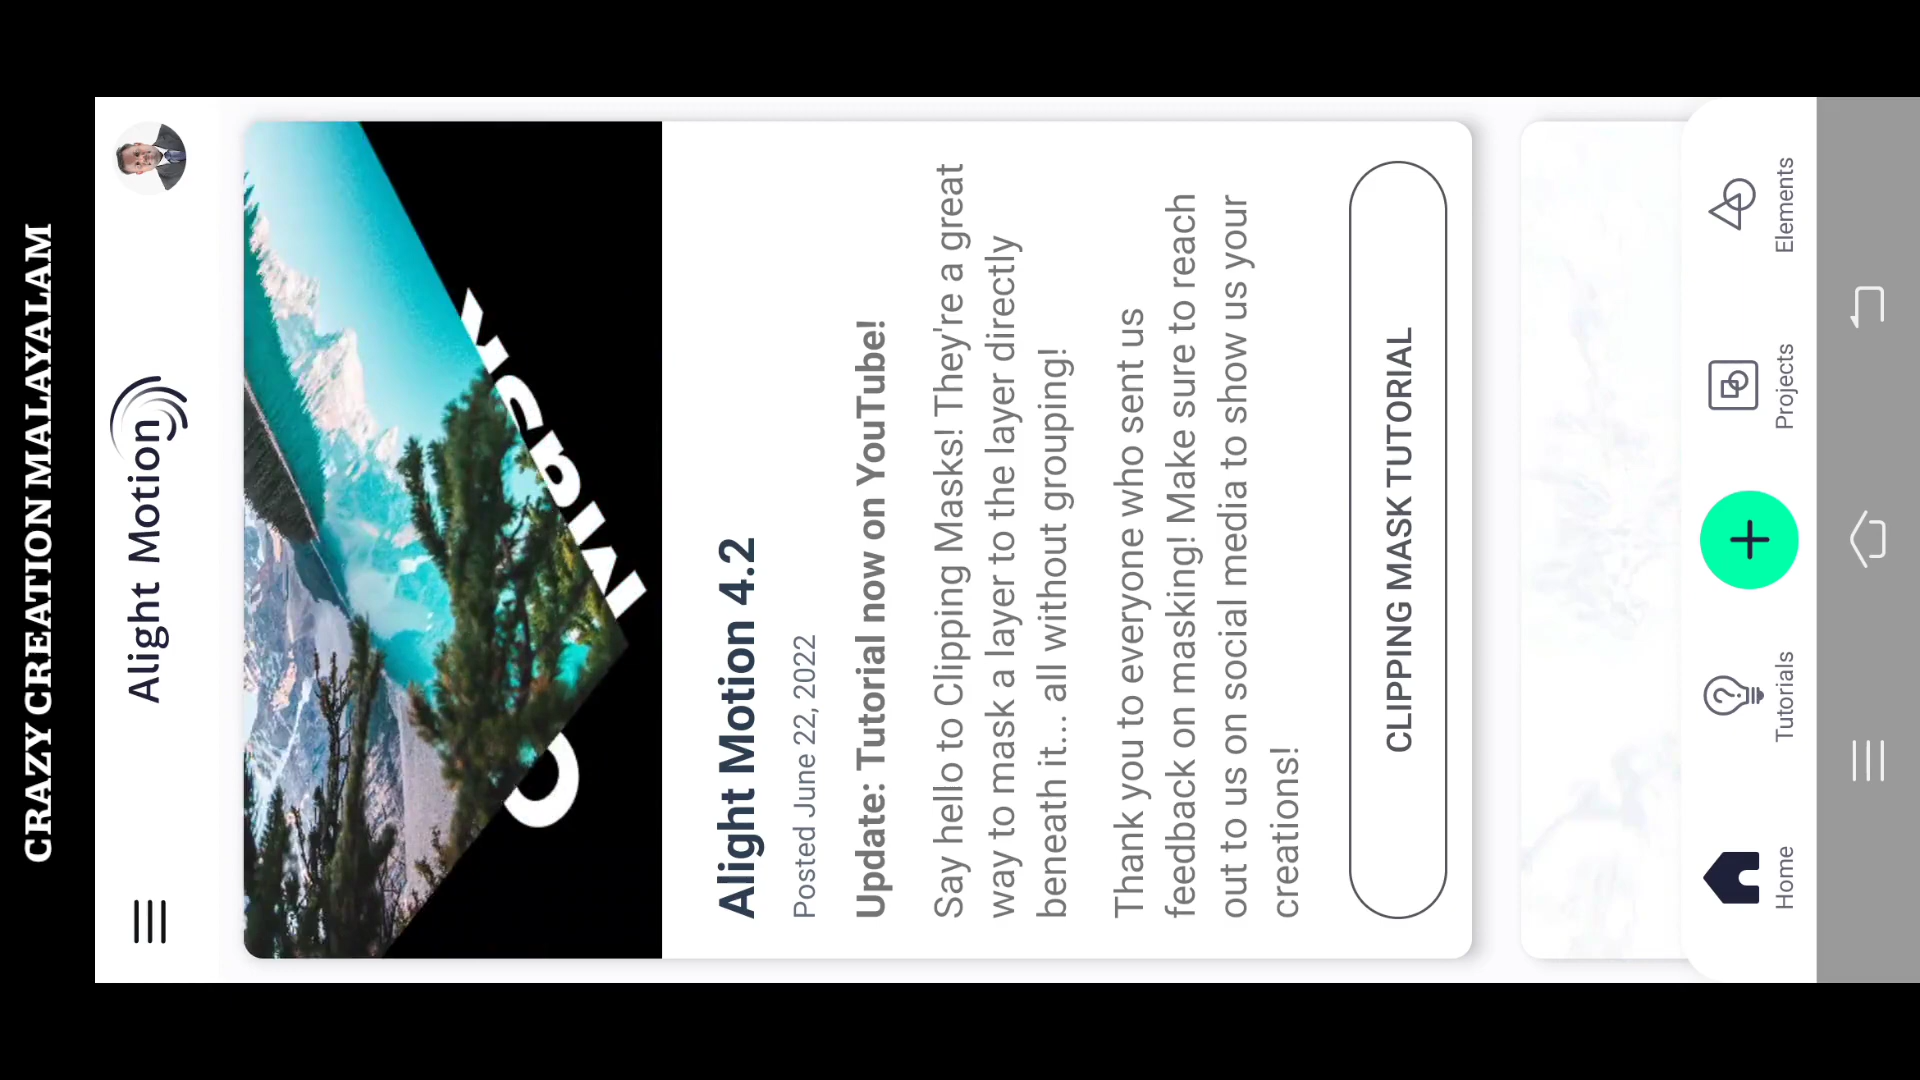 CRAZY CREATION MALAYALAM
Alight Motion
Alight Motion 4.2
Posted June 22, 2022
Update: Tutorial now on YouTube!
Say hello to Clipping Masks! They're a great
way to mask a layer to the layer directly
beneath it... all without grouping!
Thank you to everyone who sent us
feedback on masking! Make sure to reach
out to us on social media to show us your
creations!
CLIPPING MASK TUTORIAL
Home
Tutorials
Projects
Elements